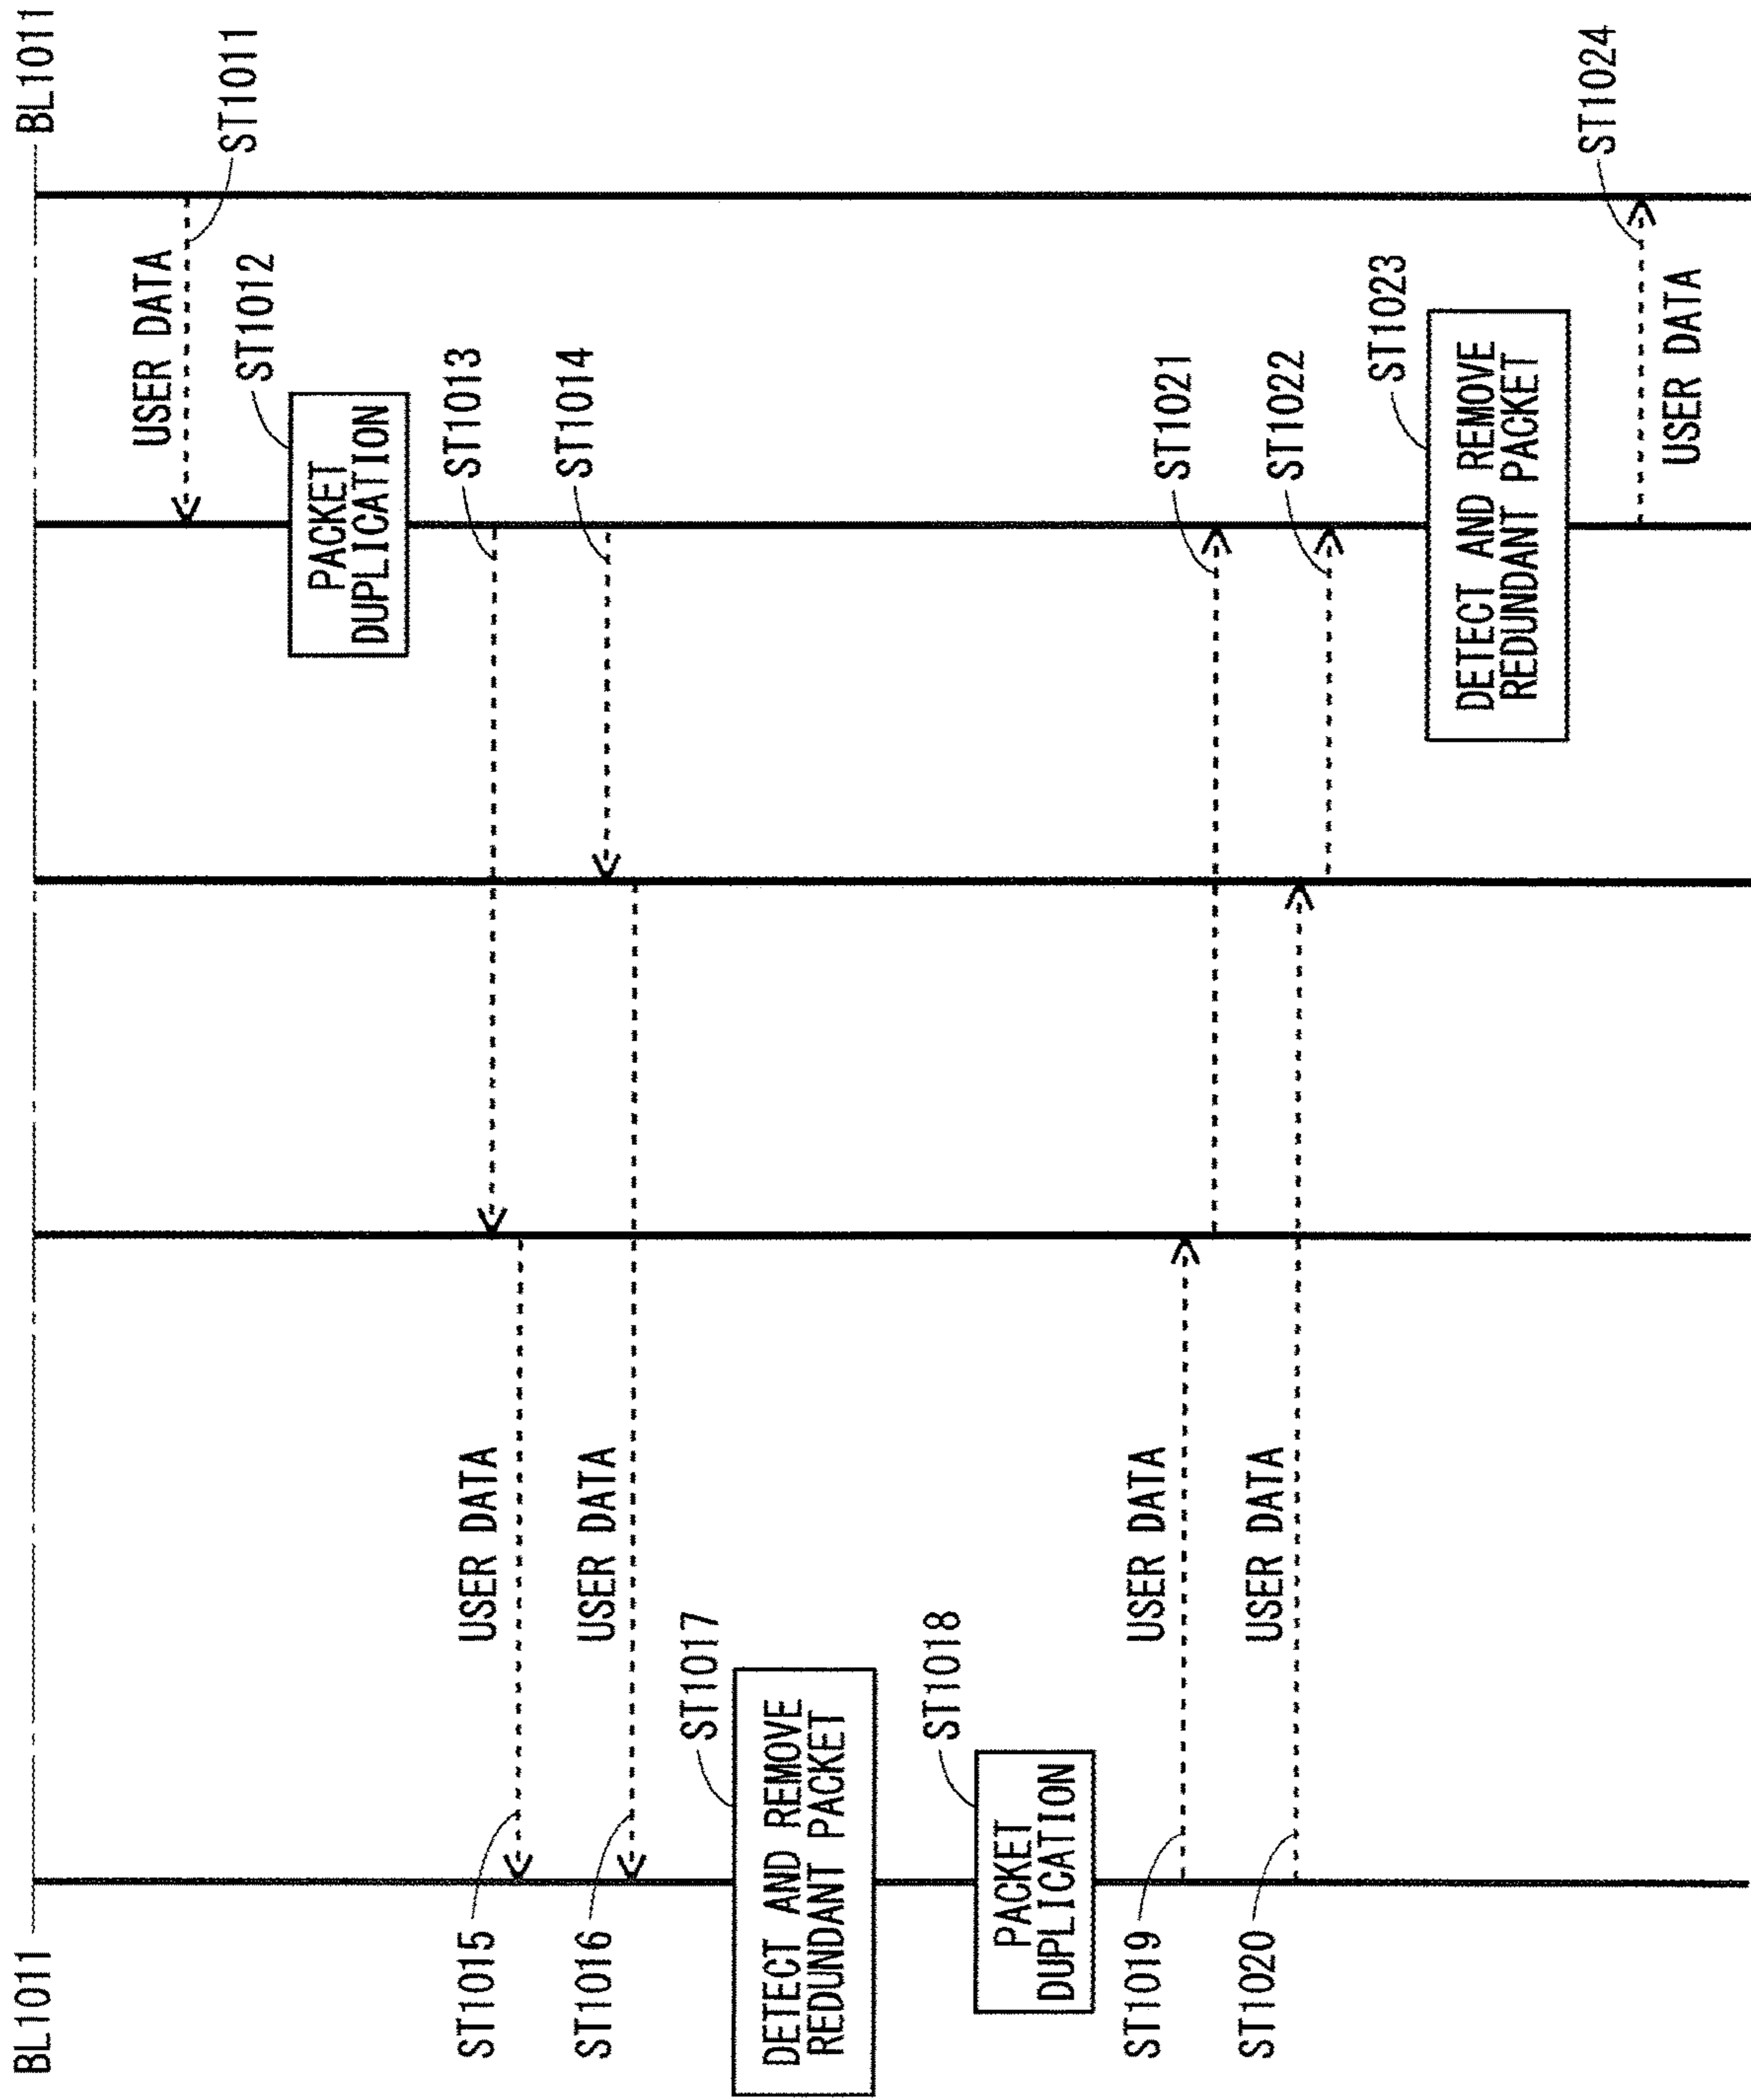 BL1011
BL1011
USER DATA
ST1011
ST1012
PACKET
DUPLICATION
ST1013
ST1014
ST1015
USER DATA
ST1016
USER DATA
ST1017
DETECT AND REMOVE
REDUNDANT PACKET
ST1018
PACKET
DUPLICATION
ST1019
USER DATA
ST1021
ST1020
USER DATA
ST1022
ST1023
DETECT AND REMOVE
REDUNDANT PACKET
ST1024
USER DATA